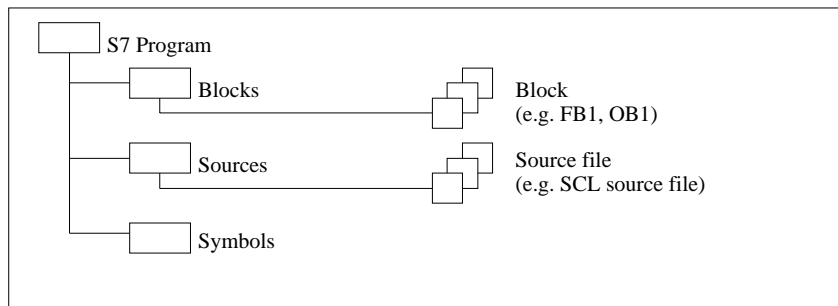 S7 Program
Blocks
Block
(e.g. FB1, OB1)
Sources
Source file
(e.g. SCL source file)
Symbols